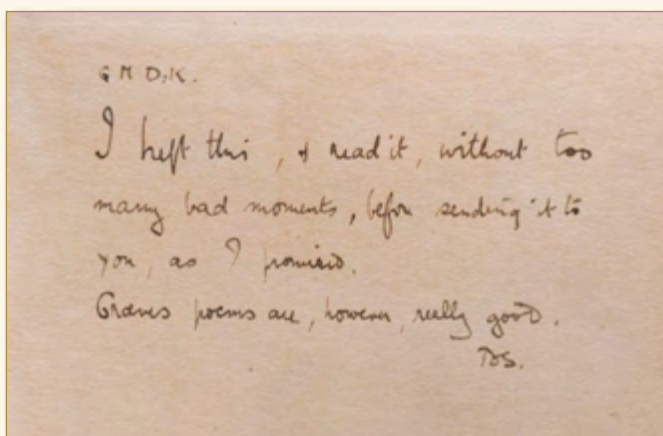 G M D.K.
I kept this, & read it, without too
many bad moments, before sending it to
you, as I promised.
Graves poems are, however, really good.